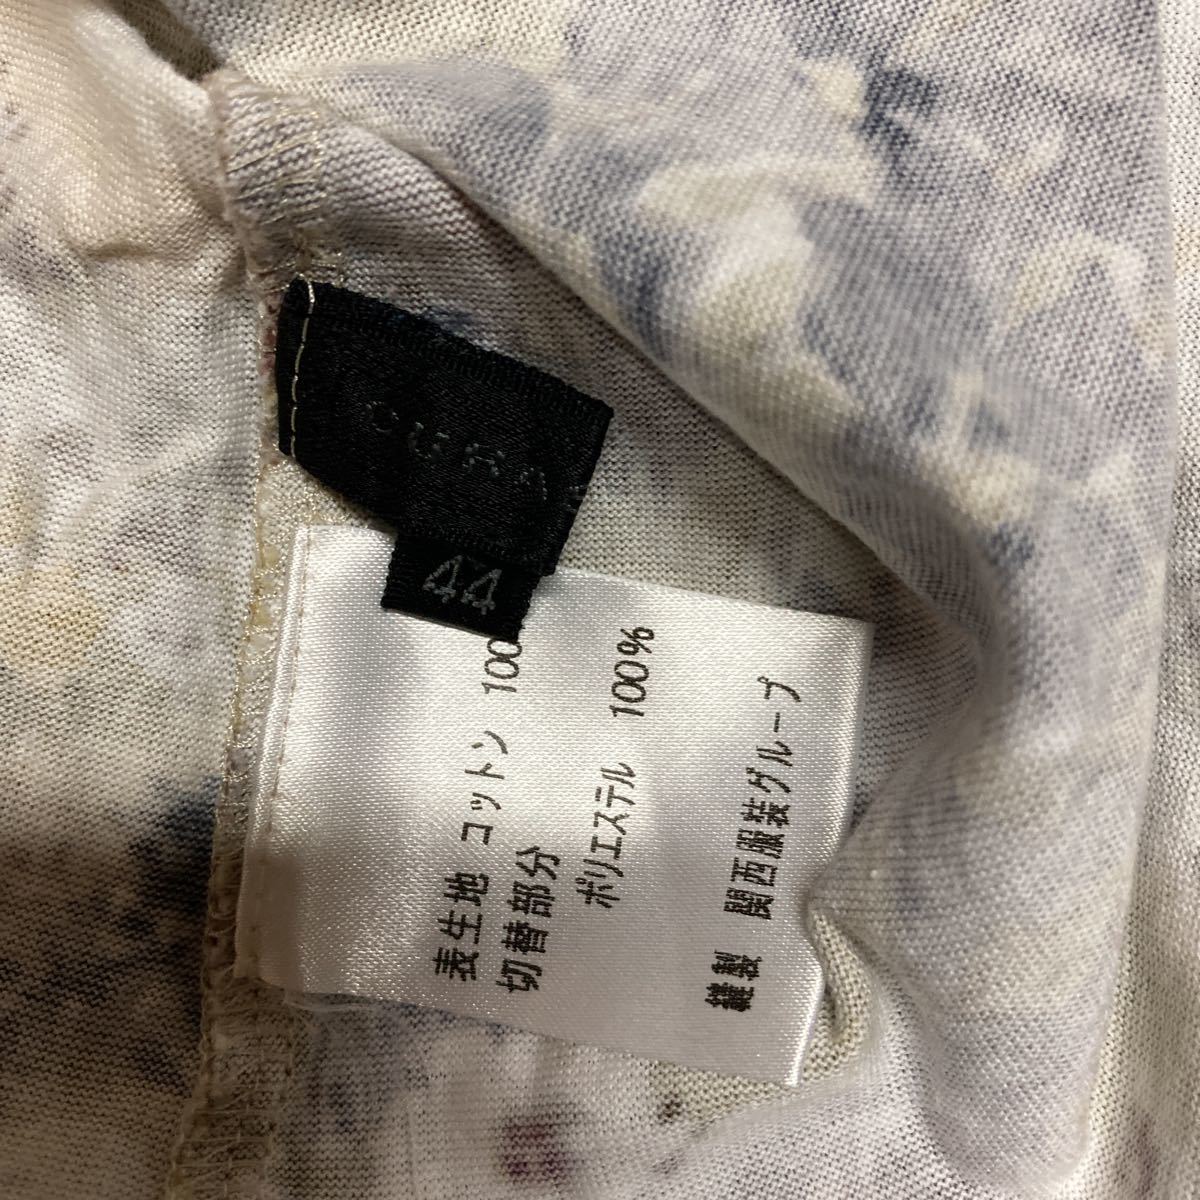 44
表生地 コットン 100
切替部分
ポリエステル 100%
縫製 関西服装グループ